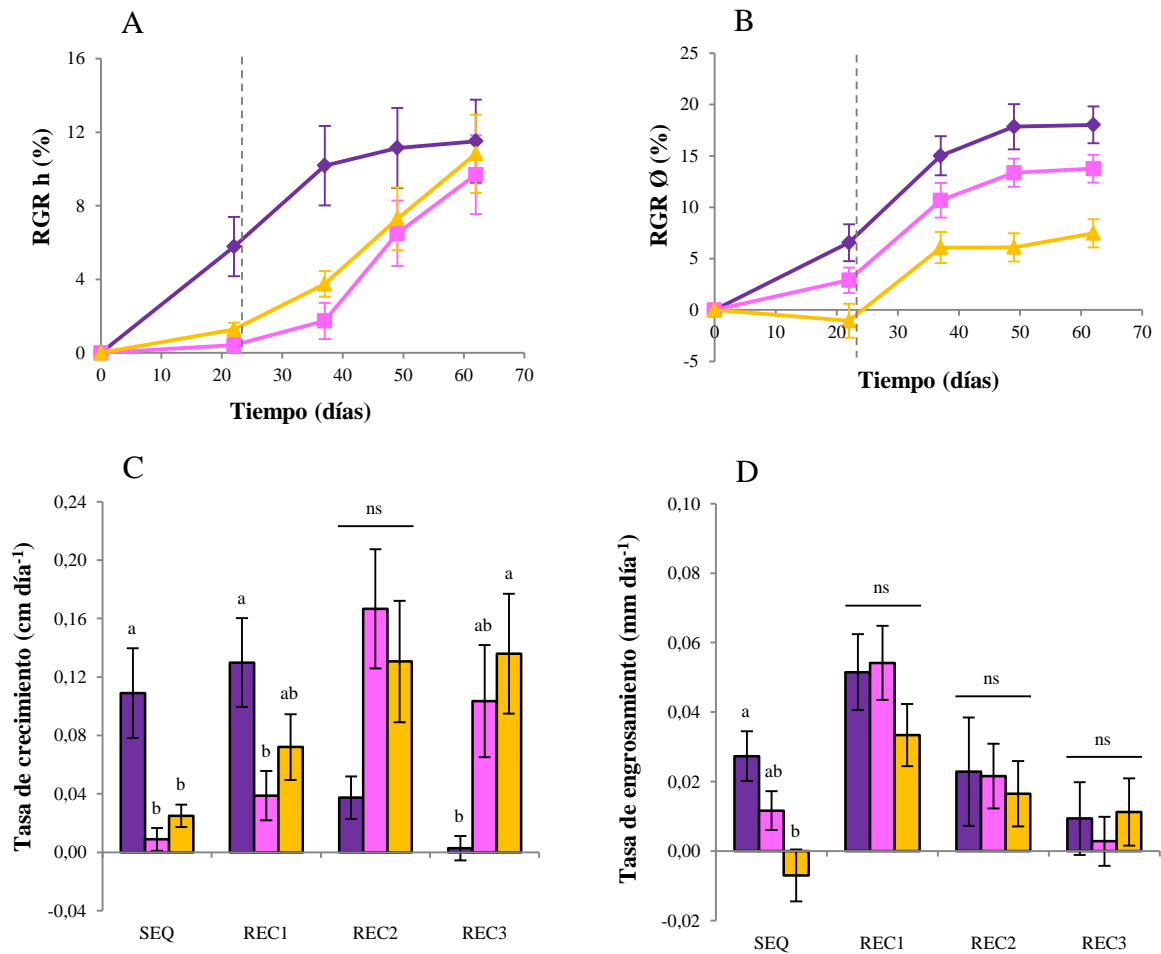 A
RGR h (%)
16
12
8
4
0
0 10 20 30 40 50 60 70
Tiempo (días)
B
RGR Ø (%)
25
20
15
10
5
0
-5
0 10 20 30 40 50 60 70
Tiempo (días)
C
Tasa de crecimiento (cm día-1)
0,24
0,20
0,16
0,12
0,08
0,04
0,00
-0,04
a b b
a b ab
ns
b ab a
SEQ REC1 REC2 REC3
D
Tasa de engrosamiento (mm día-1)
0,10
0,08
0,06
0,04
0,02
0,00
-0,02
a ab b
ns
ns
ns
SEQ REC1 REC2 REC3